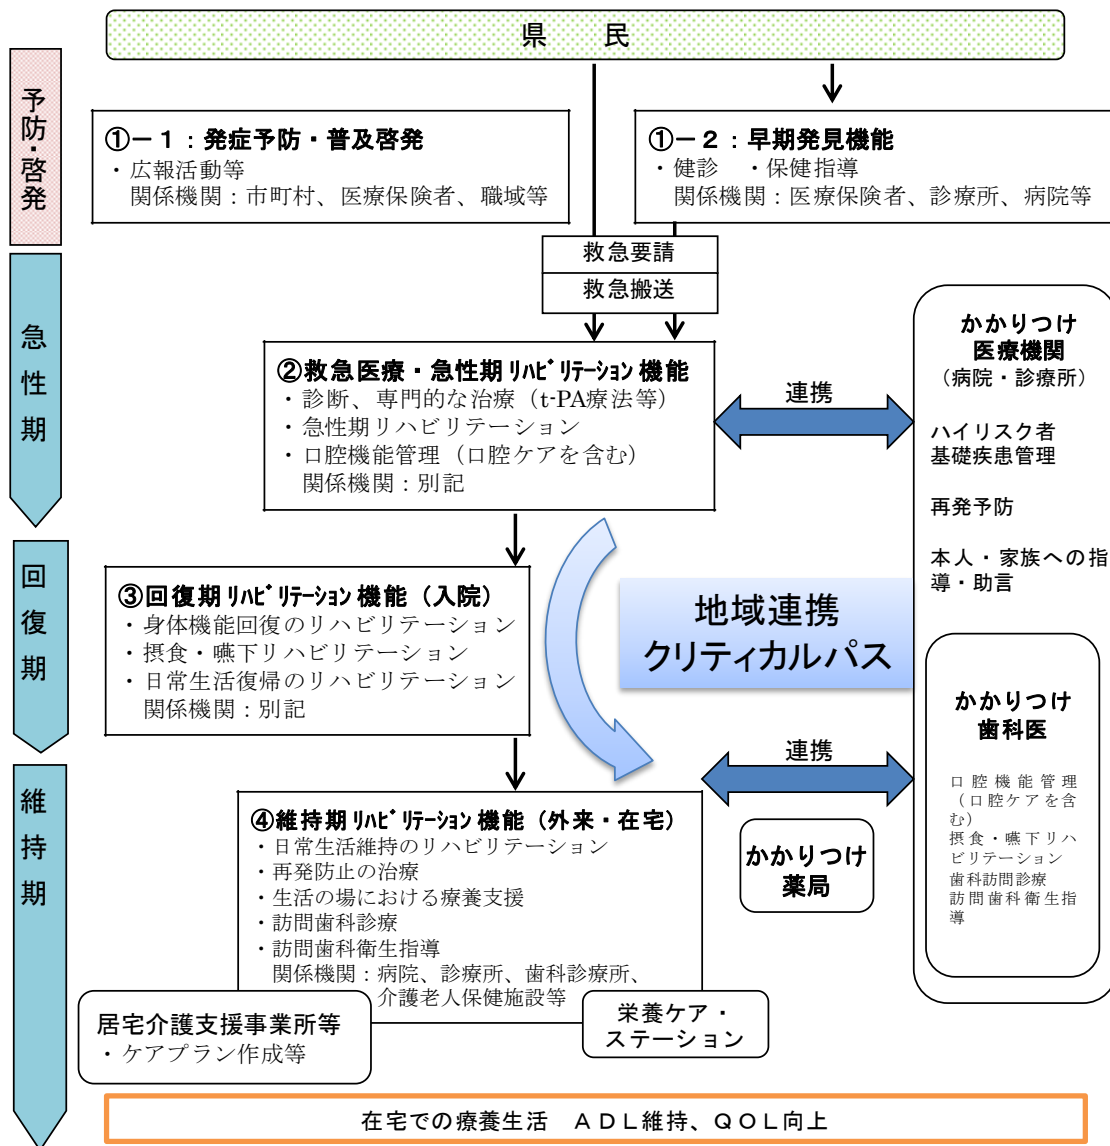 県　　民
予防・啓発
①－１：発症予防・普及啓発
・広報活動等
関係機関：市町村、医療保険者、職域等
①－２：早期発見機能
・健診　・保健指導
関係機関：医療保険者、診療所、病院等
救急要請
救急搬送
急性期
②救急医療・急性期ﾘﾊﾋﾞﾘﾃｰｼｮﾝ機能
・診断、専門的な治療（t-PA療法等）
・急性期リハビリテーション
・口腔機能管理（口腔ケアを含む）
関係機関：別記
連携
かかりつけ
医療機関
（病院・診療所）
ハイリスク者
基礎疾患管理
再発予防
本人・家族への指
導・助言
回復期
③回復期ﾘﾊﾋﾞﾘﾃｰｼｮﾝ機能（入院）
・身体機能回復のリハビリテーション
・摂食・嚥下リハビリテーション
・日常生活復帰のリハビリテーション
関係機関：別記
地域連携
クリティカルパス
かかりつけ
歯科医
口腔機能管理
（口腔ケアを含
む）
摂食・嚥下リハ
ビリテーション
歯科訪問診療
訪問歯科衛生指
導
連携
かかりつけ
薬局
維持期
④維持期ﾘﾊﾋﾞﾘﾃｰｼｮﾝ機能（外来・在宅）
・日常生活維持のリハビリテーション
・再発防止の治療
・生活の場における療養支援
・訪問歯科診療
・訪問歯科衛生指導
関係機関：病院、診療所、歯科診療所、
介護老人保健施設等
居宅介護支援事業所等
・ケアプラン作成等
栄養ケア・
ステーション
在宅での療養生活　ＡＤＬ維持、ＱＯＬ向上